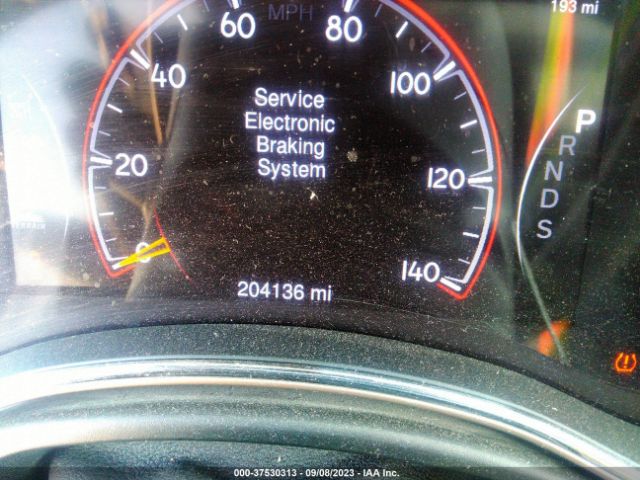 193 mi
MPH
60
80
40
100
20
120
0
140
Service
Electronic
Braking
System
204136 mi
P
R
N
D
S
000-37530313 - 09/08/2023 - IAA Inc.